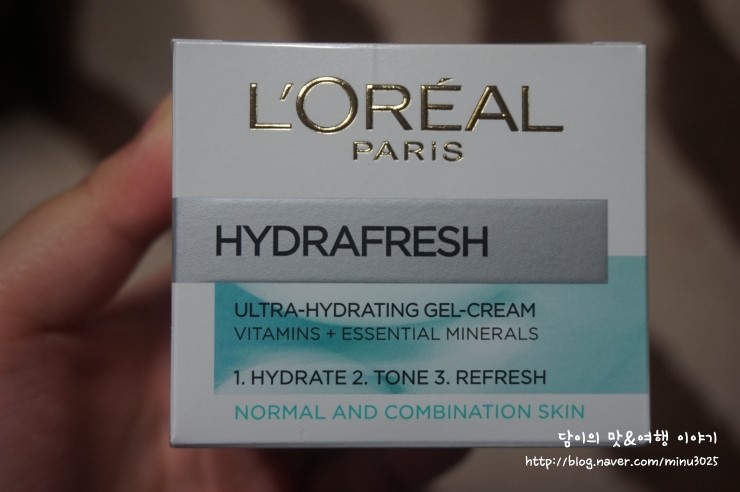 L'ORÉAL
PARiS
HYDRAFRESH
ULTRA-HYDRATING GEL-CREAM
VITAMINS + ESSENTIAL MINERALS
1. HYDRATE 2. TONE 3. REFRESH
NORMAL AND COMBINATION SKIN
담이의 맛&여행 이야기
http://blog.naver.com/minu3025